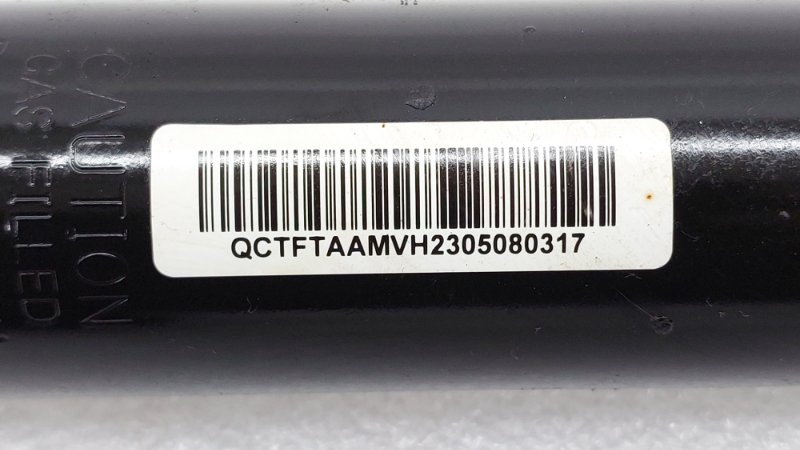 CAUTION
GAS FILLED
QCTFTAAMVH2305080317